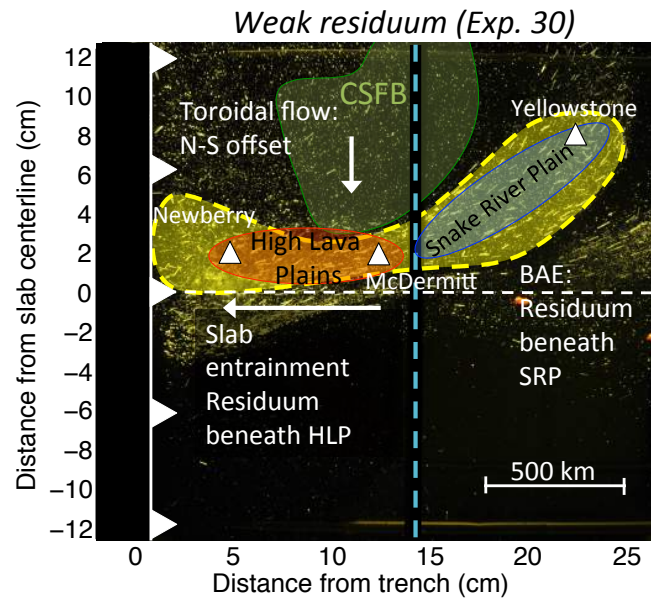 Weak residuum (Exp. 30)
Distance from slab centerline (cm)
12
10
8
6
4
2
0
−2
−4
−6
−8
−10
−12
CSFB
Toroidal flow:
N-S offset
Yellowstone
Snake River Plain
Newberry
High Lava
Plains
McDermitt
BAE:
Residuum
beneath
SRP
Slab
entrainment
Residuum
beneath HLP
500 km
0
5
10
15
20
25
Distance from trench (cm)